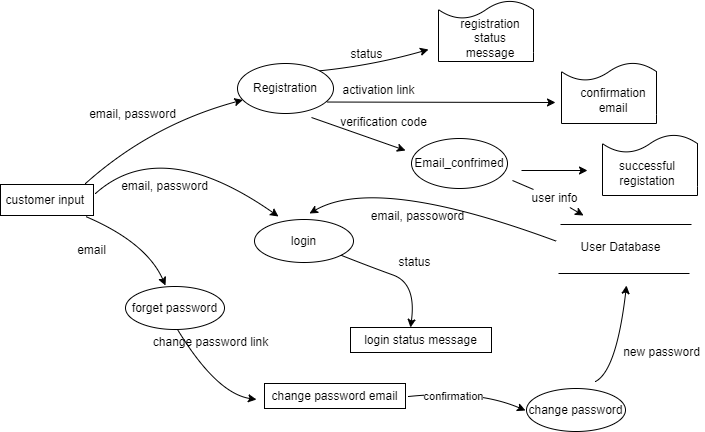 registration
status
message
status
Registration
activation link
confirmation
email
email, password
verification code
Email_confrimed
successful
registation
customer input
email, password
user info
email, passoword
login
User Database
email
status
forget password
change password link
login status message
new password
change password email
confirmation
change password